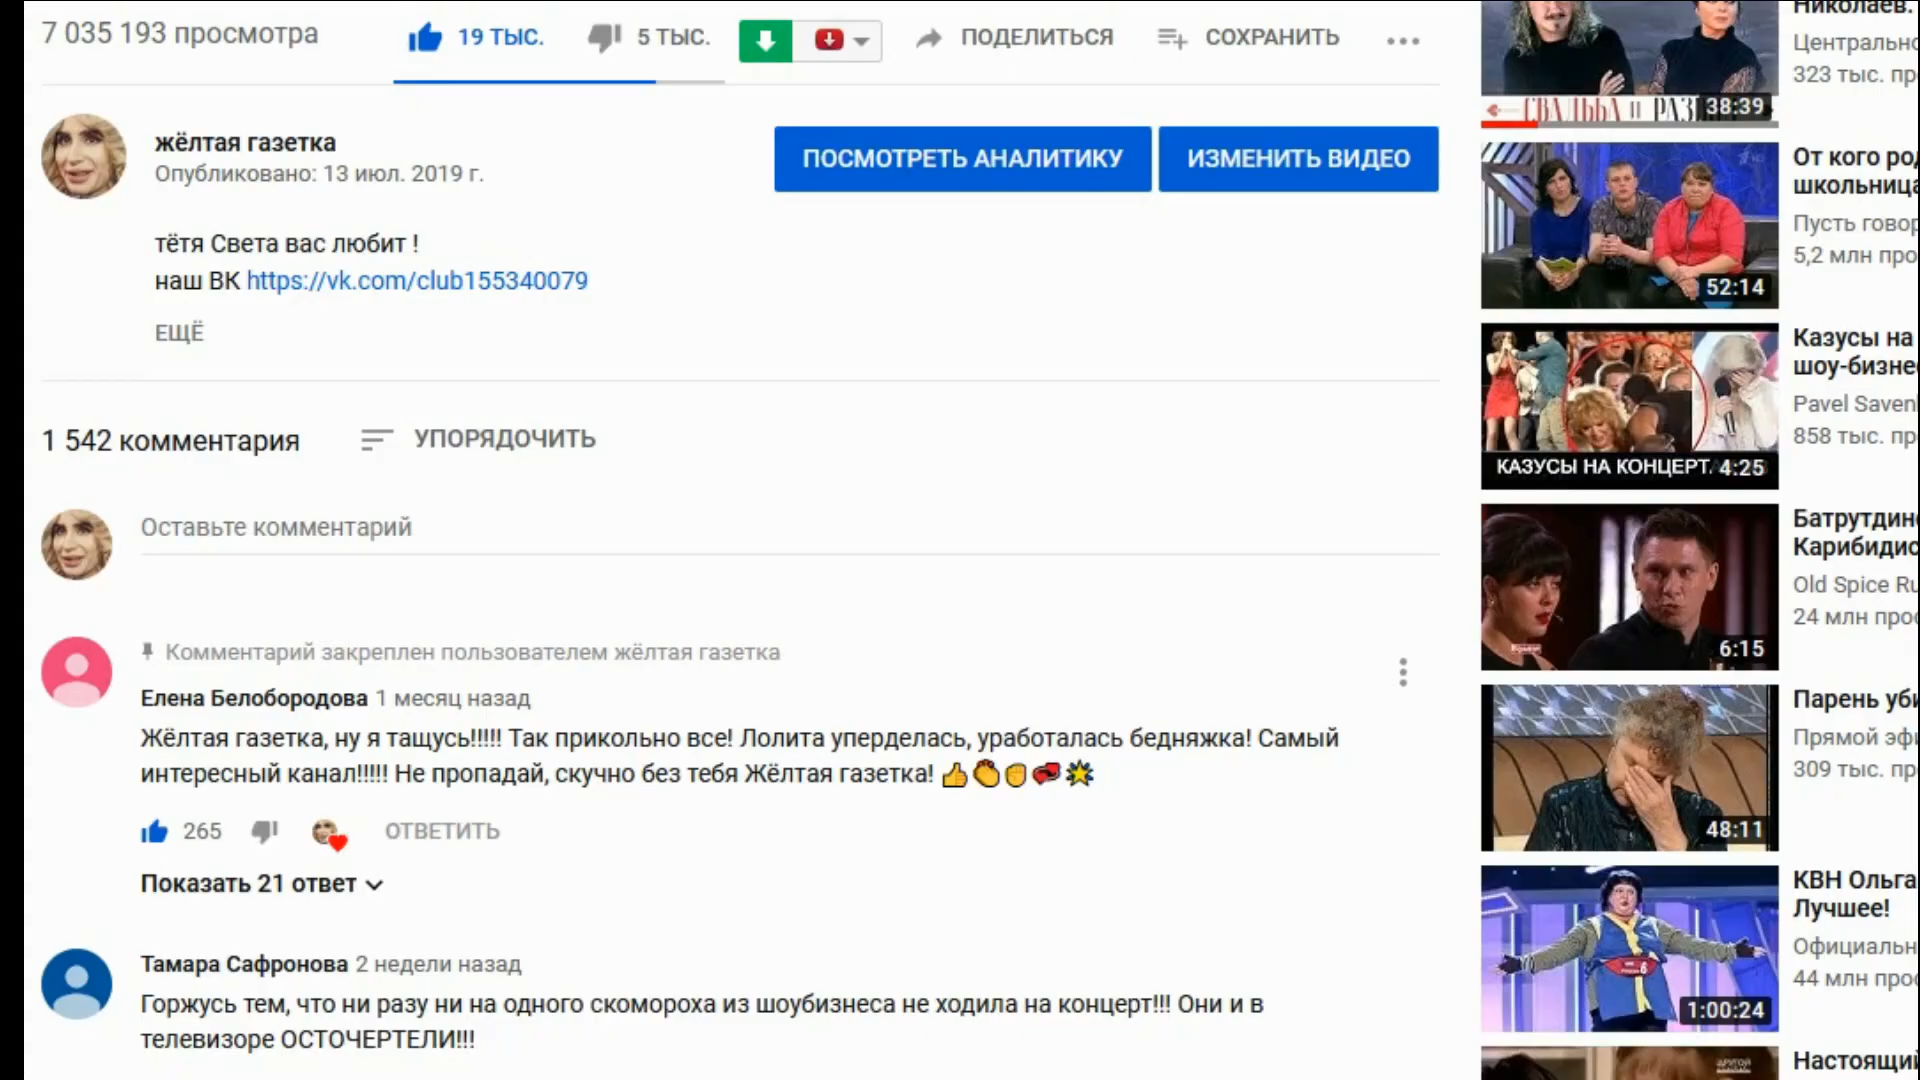 7 035 193 просмотра
19 ТЫС.
5 ТЫС.
ПОДЕЛИТЬСЯ
СОХРАНИТЬ
жёлтая газетка
Опубликовано: 13 июл. 2019 г.
ПОСМОТРЕТЬ АНАЛИТИКУ
ИЗМЕНИТЬ ВИДЕО
тётя Света вас любит !
наш ВК https://vk.com/club155340079
ЕЩЁ
1 542 комментария
УПОРЯДОЧИТЬ
Оставьте комментарий
Комментарий закреплен пользователем жёлтая газетка
Елена Белобородова 1 месяц назад
Жёлтая газетка, ну я тащусь!!!!! Так прикольно все! Лолита уперделась, уработалась бедняжка! Самый
интересный канал!!!!! Не пропадай, скучно без тебя Жёлтая газетка! 👍👏✊💝🌟
265
ОТВЕТИТЬ
Показать 21 ответ
Тамара Сафронова 2 недели назад
Горжусь тем, что ни разу ни на одного скомороха из шоубизнеса не ходила на концерт!!! Они и в
телевизоре ОСТОЧЕРТЕЛИ!!!
СВАДЬБА И РАЗ
38:39
Николаев.
Центрально
323 тыс. пр
52:14
От кого род
школьница
Пусть говор
5,2 млн про
КАЗУСЫ НА КОНЦЕРТ
4:25
Казусы на
шоу-бизне
Pavel Saven
858 тыс. пр
6:15
Батрутдин
Карибидис
Old Spice Ru
24 млн прос
48:11
Парень уби
Прямой эфи
309 тыс. пр
6
1:00:24
КВН Ольга
Лучшее!
Официальн
44 млн прос
Настоящий